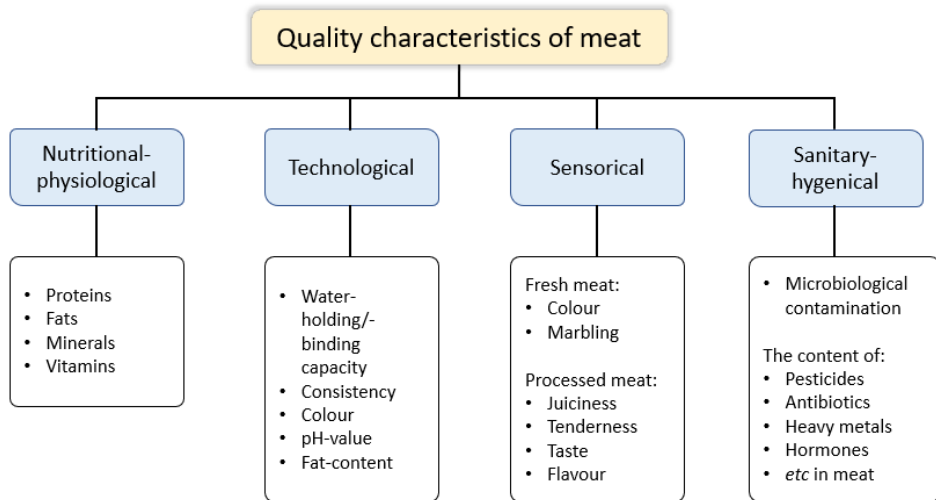 Quality characteristics of meat
Nutritional-
physiological
Technological
Sensorical
Sanitary-
hygenical
• Proteins
• Fats
• Minerals
• Vitamins
• Water-
holding/-
binding
capacity
• Consistency
• Colour
• pH-value
• Fat-content
Fresh meat:
• Colour
• Marbling
Processed meat:
• Juiciness
• Tenderness
• Taste
• Flavour
• Microbiological
contamination
The content of:
• Pesticides
• Antibiotics
• Heavy metals
• Hormones
• etc in meat